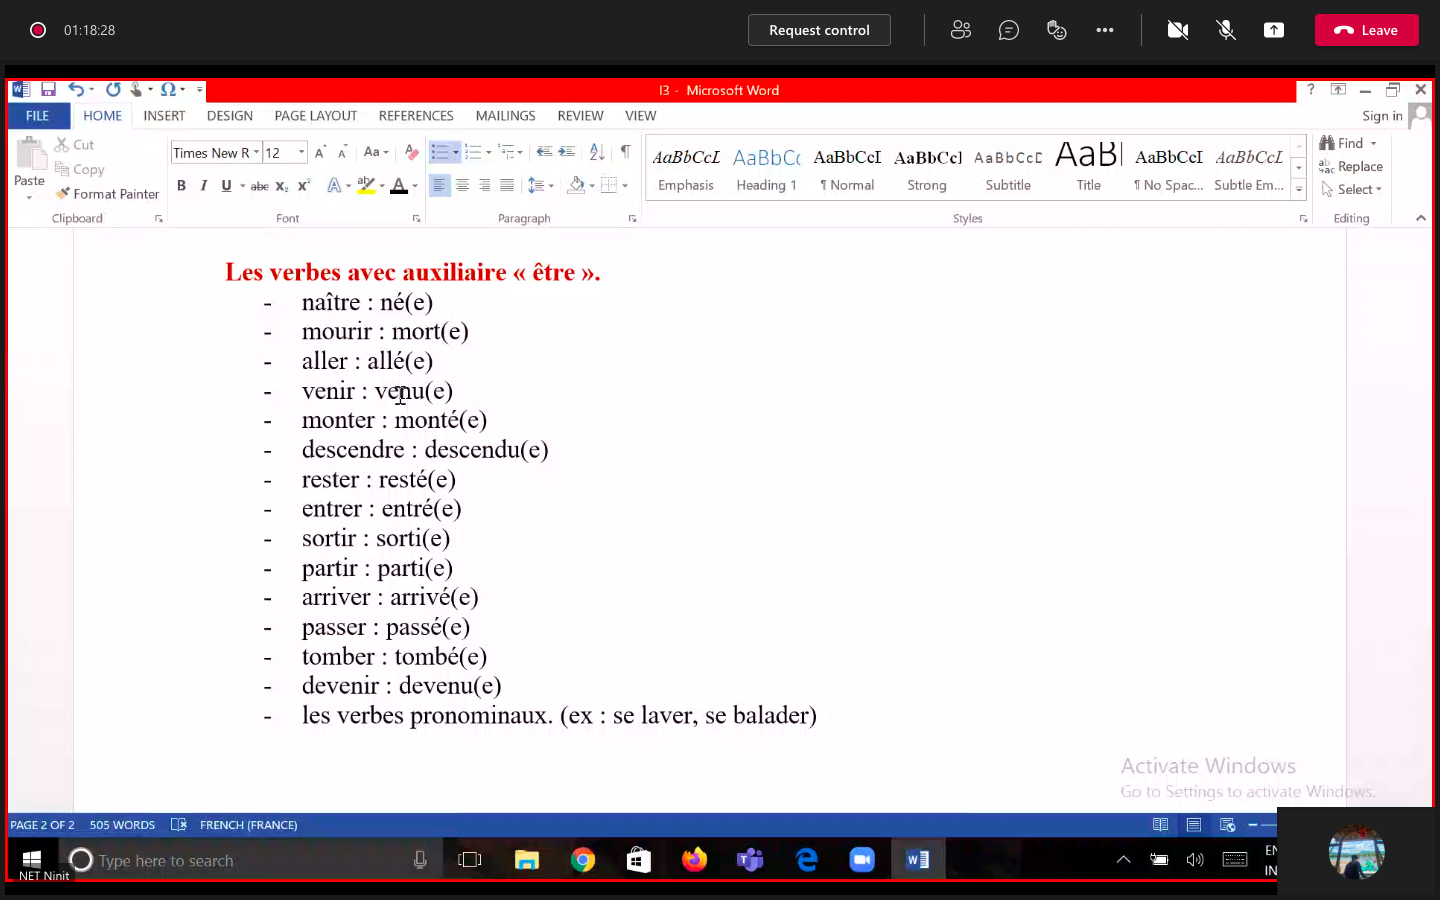 01:18:28
Request control
Leave
I3 - Microsoft Word
?
FILE
HOME
INSERT
DESIGN
PAGE LAYOUT
REFERENCES
MAILINGS
REVIEW
VIEW
Sign in
Paste
Cut
Copy
Format Painter
Clipboard
Times New R
12
Aa
B I U abc X₂ X²
Font
Paragraph
AaBbCcL
Emphasis
AaBbCc
Heading 1
AaBbCcI
¶ Normal
AaBbCcl
Strong
AaBbCcD
Subtitle
AaB
Title
AaBbCcI
¶ No Spac...
AaBbCcL
Subtle Em...
Styles
Find
Replace
Select
Editing
Les verbes avec auxiliaire « être ».
- naître : né(e)
- mourir : mort(e)
- aller : allé(e)
- venir : venu(e)
- monter : monté(e)
- descendre : descendu(e)
- rester : resté(e)
- entrer : entré(e)
- sortir : sorti(e)
- partir : parti(e)
- arriver : arrivé(e)
- passer : passé(e)
- tomber : tombé(e)
- devenir : devenu(e)
- les verbes pronominaux. (ex : se laver, se balader)
Activate Windows
Go to Settings to activate Windows.
PAGE 2 OF 2
505 WORDS
FRENCH (FRANCE)
Type here to search
NET Ninit